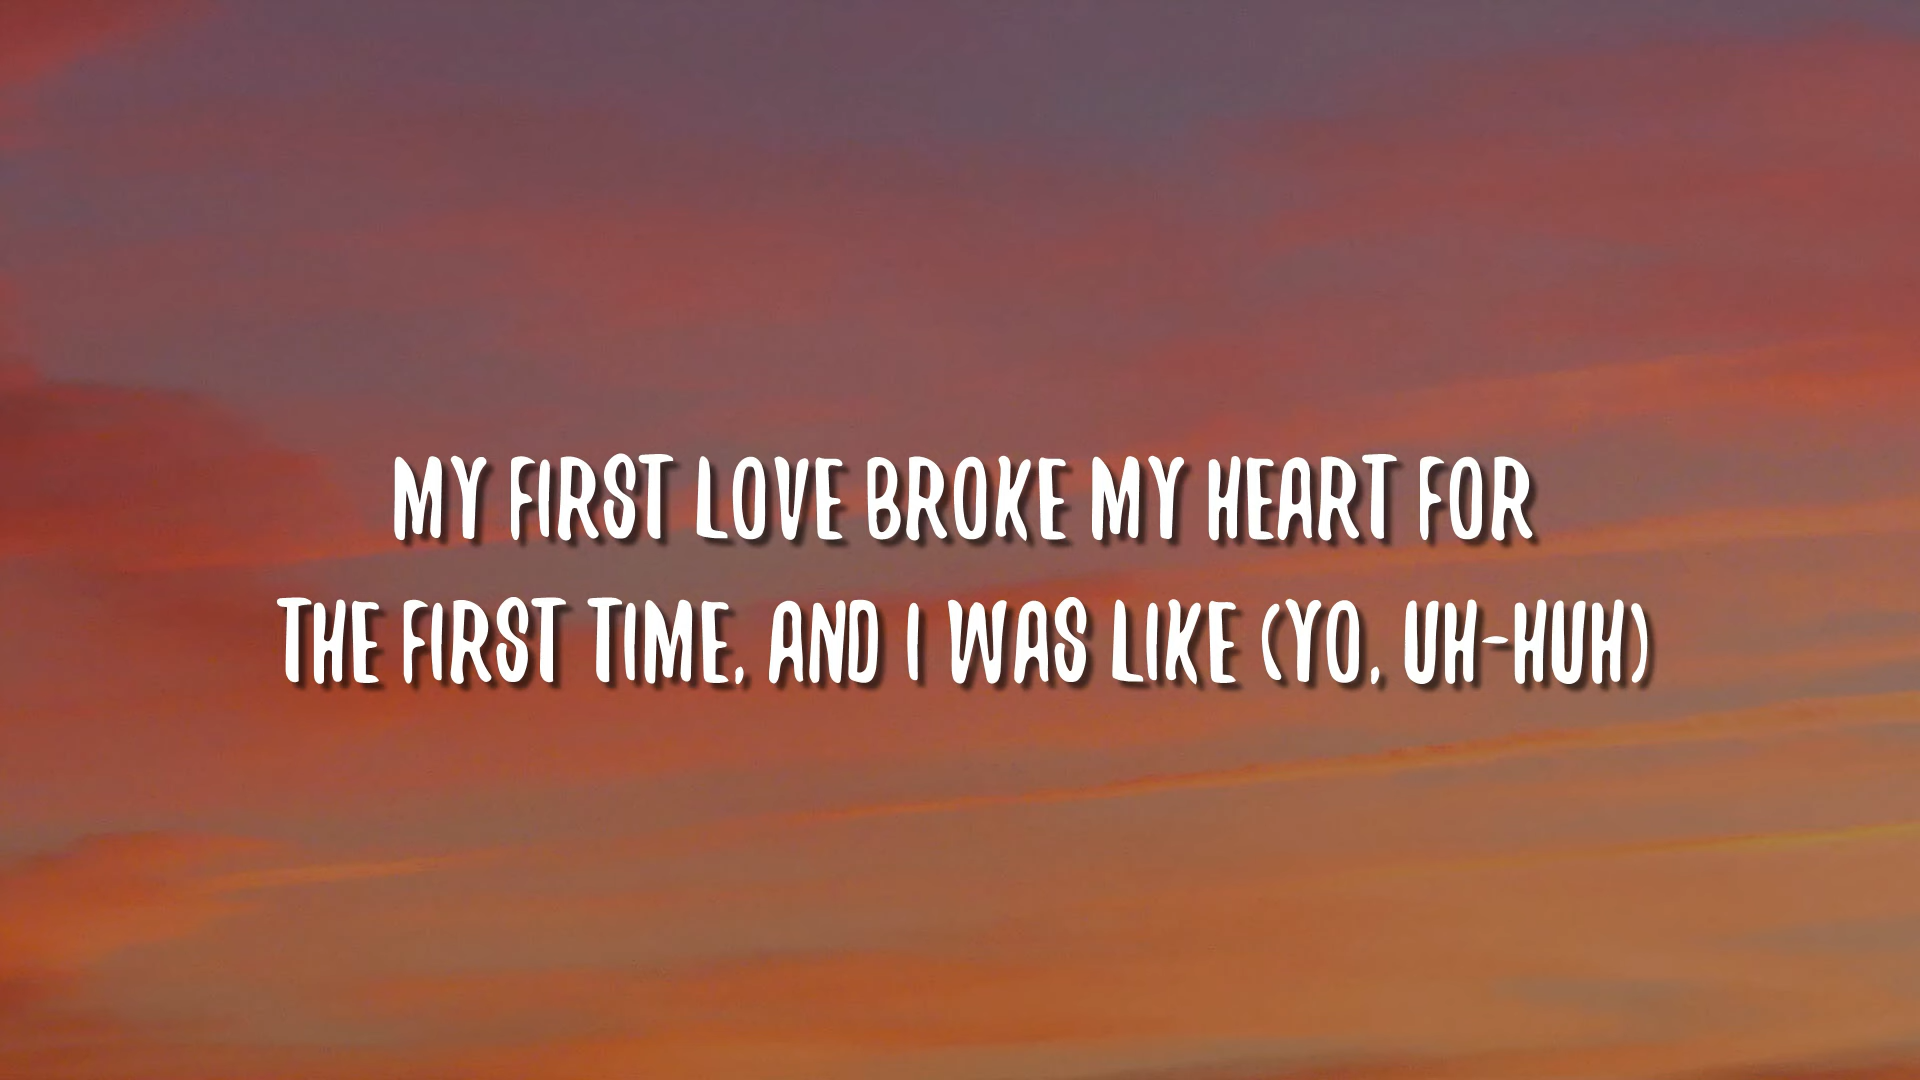 MY FIRST LOVE BROKE MY HEART FOR
THE FIRST TIME, AND I WAS LIKE (YO, UH-HUH)